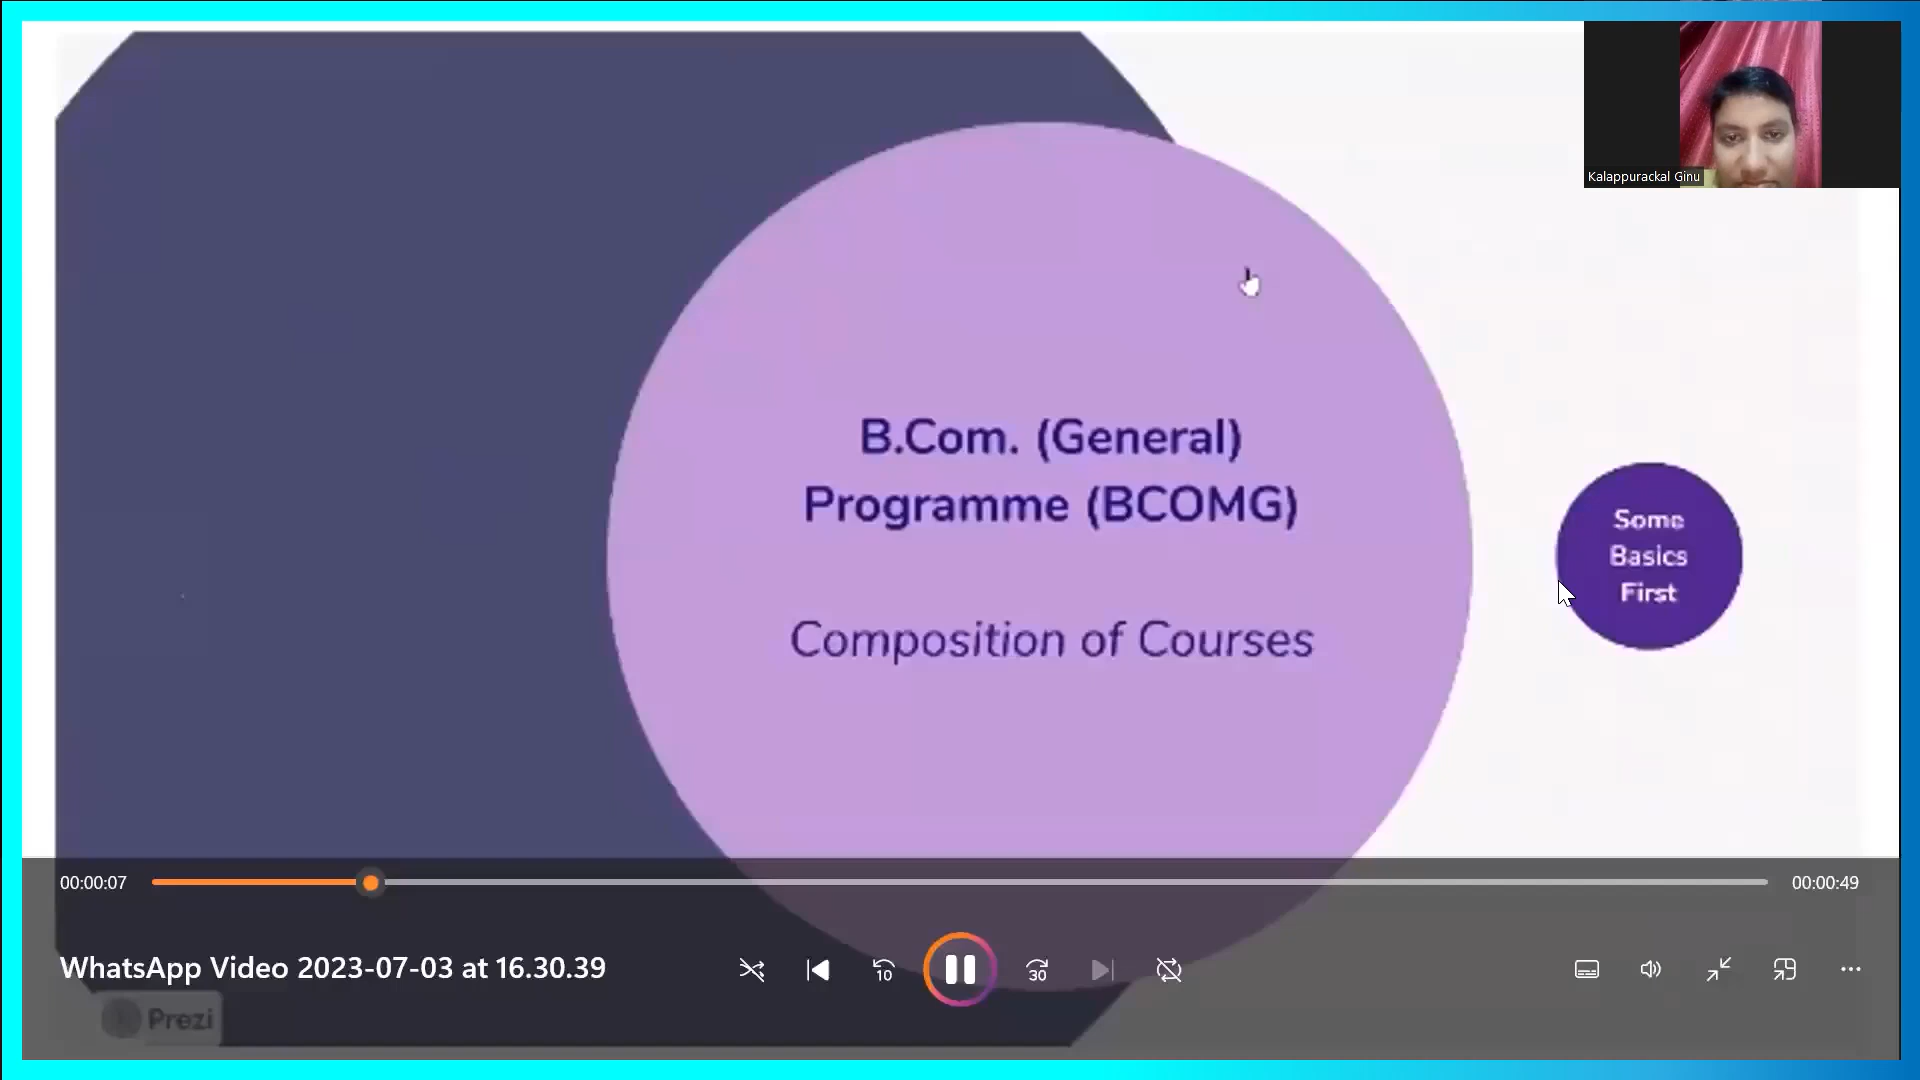 Kalappurackal Ginu
B.Com. (General)
Programme (BCOMG)
Composition of Courses
Some
Basics
First
00:00:07
00:00:49
WhatsApp Video 2023-07-03 at 16.30.39
10
30
Prezi